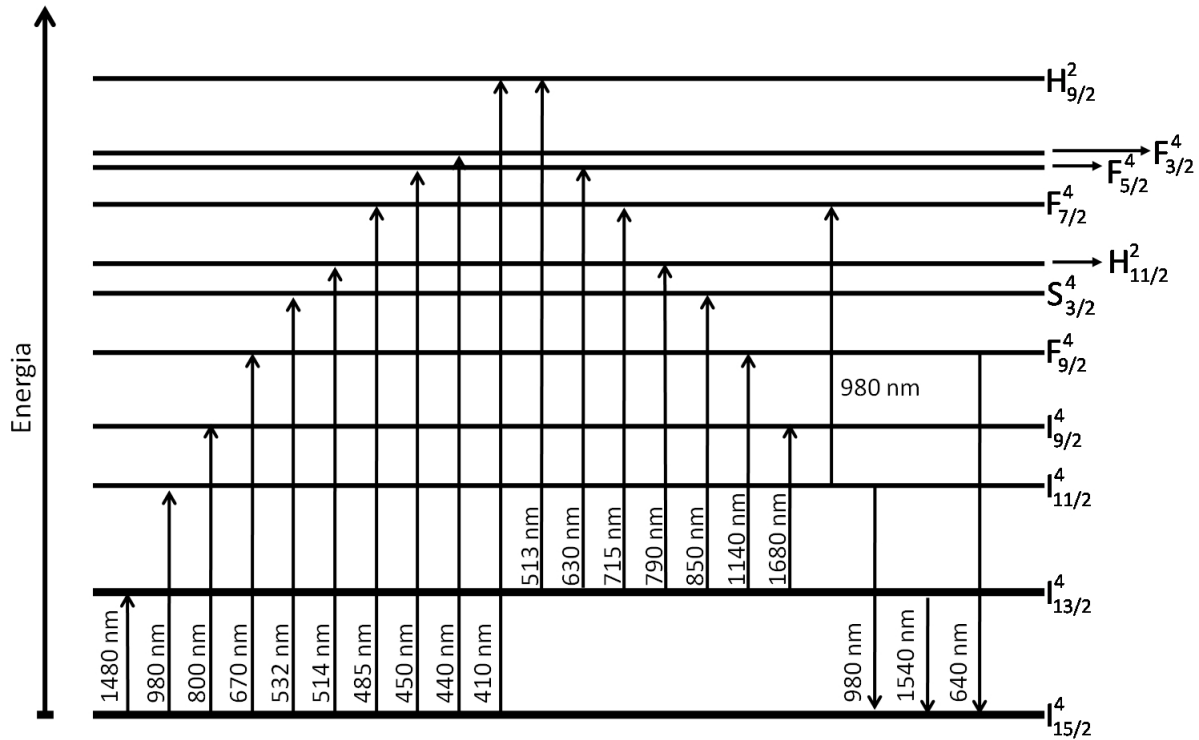 Energia
H²₉/₂
F⁴₃/₂
F⁴₅/₂
F⁴₇/₂
H²₁₁/₂
S⁴₃/₂
F⁴₉/₂
980 nm
I⁴₉/₂
I⁴₁₁/₂
513 nm
630 nm
715 nm
790 nm
850 nm
1140 nm
1680 nm
I⁴₁₃/₂
1480 nm
980 nm
800 nm
670 nm
532 nm
514 nm
485 nm
450 nm
440 nm
410 nm
980 nm
1540 nm
640 nm
I⁴₁₅/₂